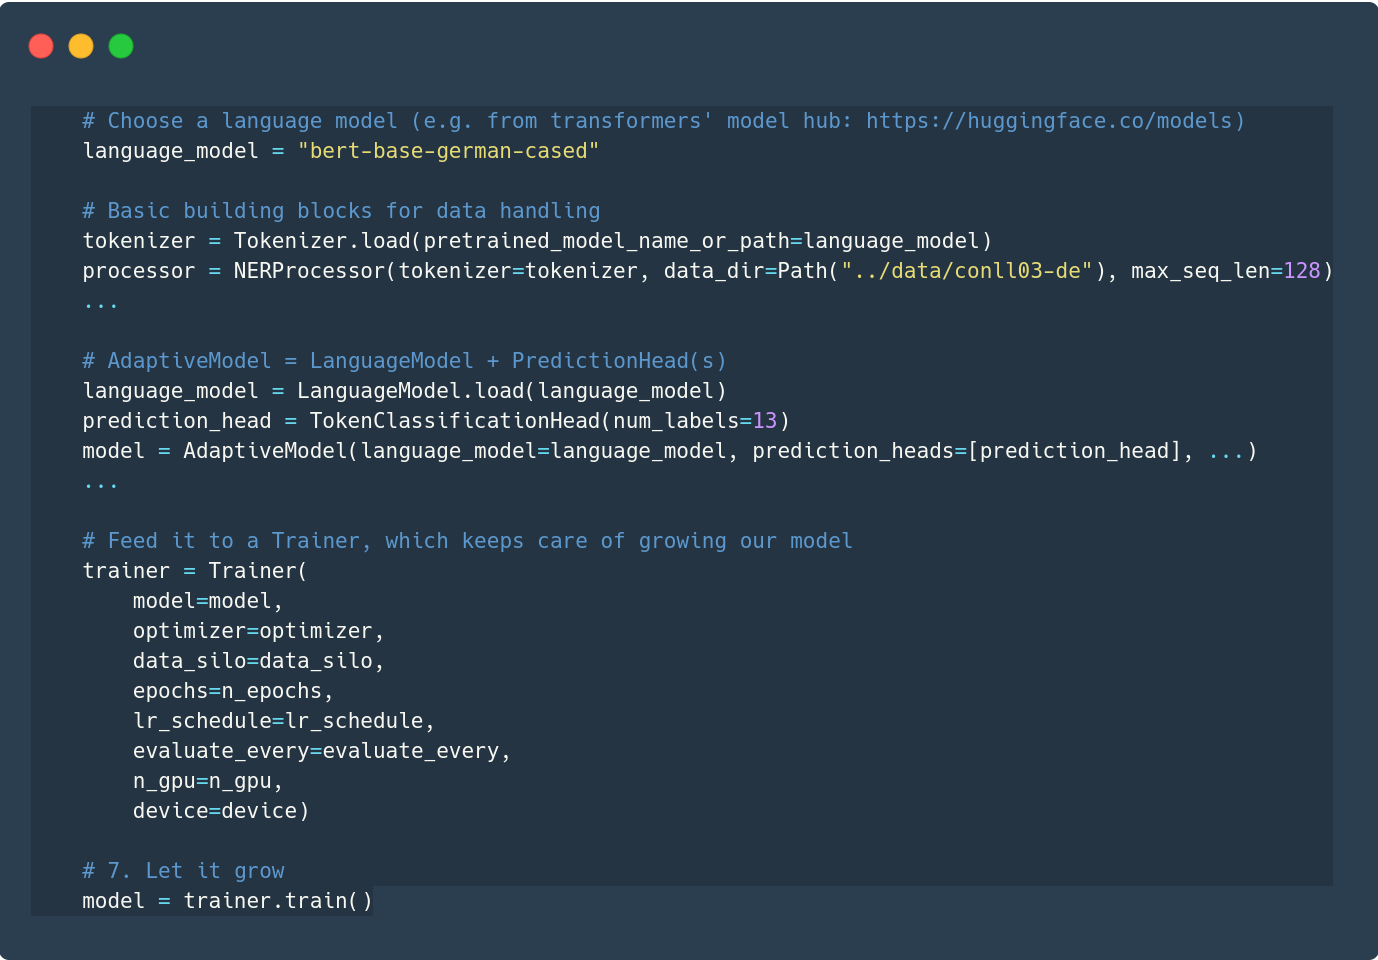 # Choose a language model (e.g. from transformers' model hub: https://huggingface.co/models)
language_model = "bert-base-german-cased"
# Basic building blocks for data handling
tokenizer = Tokenizer.load(pretrained_model_name_or_path=language_model)
processor = NERProcessor(tokenizer=tokenizer, data_dir=Path("../data/conll03-de"), max_seq_len=128)
...
# AdaptiveModel = LanguageModel + PredictionHead(s)
language_model = LanguageModel.load(language_model)
prediction_head = TokenClassificationHead(num_labels=13)
model = AdaptiveModel(language_model=language_model, prediction_heads=[prediction_head], ...)
...
# Feed it to a Trainer, which keeps care of growing our model
trainer = Trainer(
    model=model,
    optimizer=optimizer,
    data_silo=data_silo,
    epochs=n_epochs,
    lr_schedule=lr_schedule,
    evaluate_every=evaluate_every,
    n_gpu=n_gpu,
    device=device)
# 7. Let it grow
model = trainer.train()